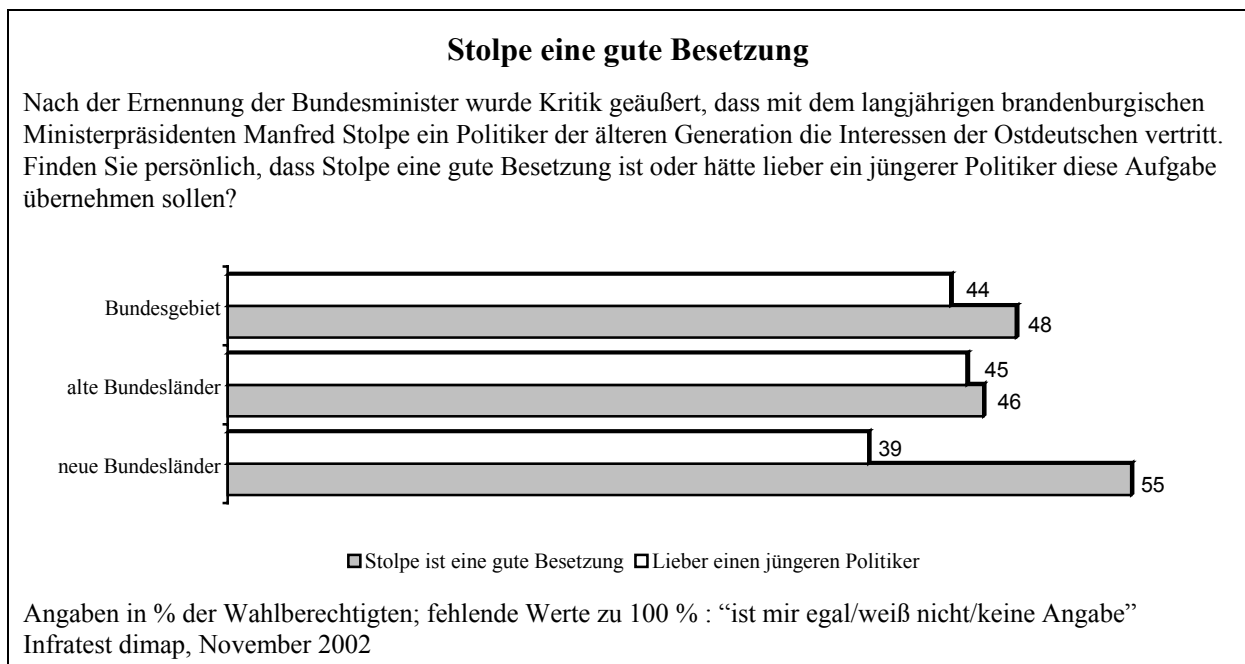 Stolpe eine gute Besetzung
Nach der Ernennung der Bundesminister wurde Kritik geäußert, dass mit dem langjährigen brandenburgischen
Ministerpräsidenten Manfred Stolpe ein Politiker der älteren Generation die Interessen der Ostdeutschen vertritt.
Finden Sie persönlich, dass Stolpe eine gute Besetzung ist oder hätte lieber ein jüngerer Politiker diese Aufgabe
übernehmen sollen?
Bundesgebiet
44
48
alte Bundesländer
45
46
neue Bundesländer
39
55
Stolpe ist eine gute Besetzung Lieber einen jüngeren Politiker
Angaben in % der Wahlberechtigten; fehlende Werte zu 100 % : “ist mir egal/weiß nicht/keine Angabe”
Infratest dimap, November 2002